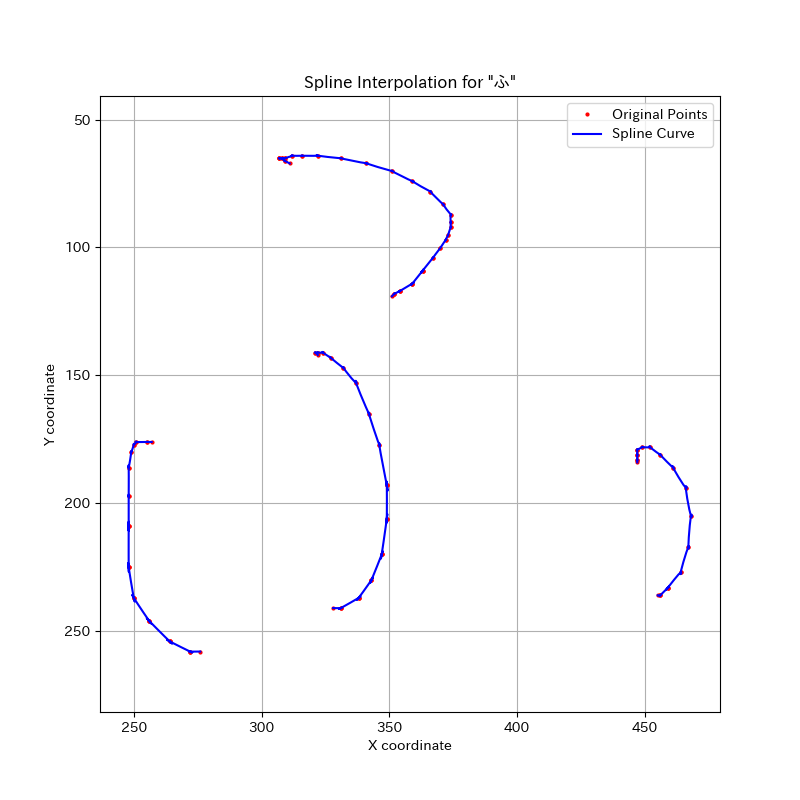 Spline Interpolation for "ふ"
Original Points
Spline Curve
Y coordinate
50
100
150
200
250
250 300 350 400 450
X coordinate